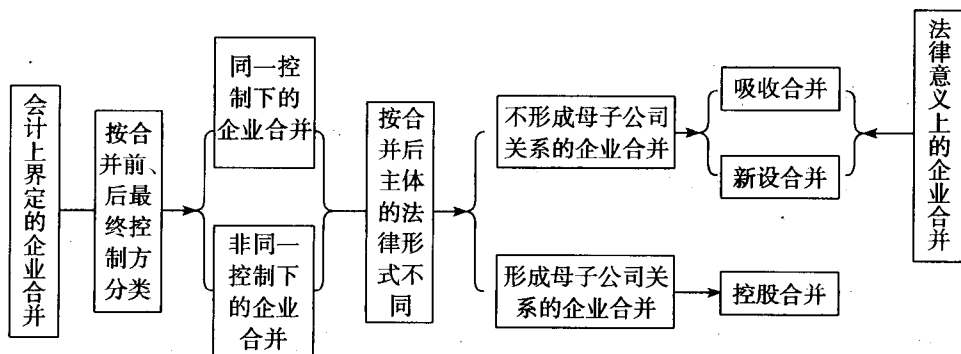 会计上界定的企业合并
按合
并前、
后最
终控
制方
分类
同一控
制下的
企业合并
非同一
控制下
的企业
合并
按合
并后
主体
的法
律形
式不
同
不形成母子公司
关系的企业合并
形成母子公司关
系的企业合并
吸收合并
新设合并
控股合并
法律意义上的企业合并